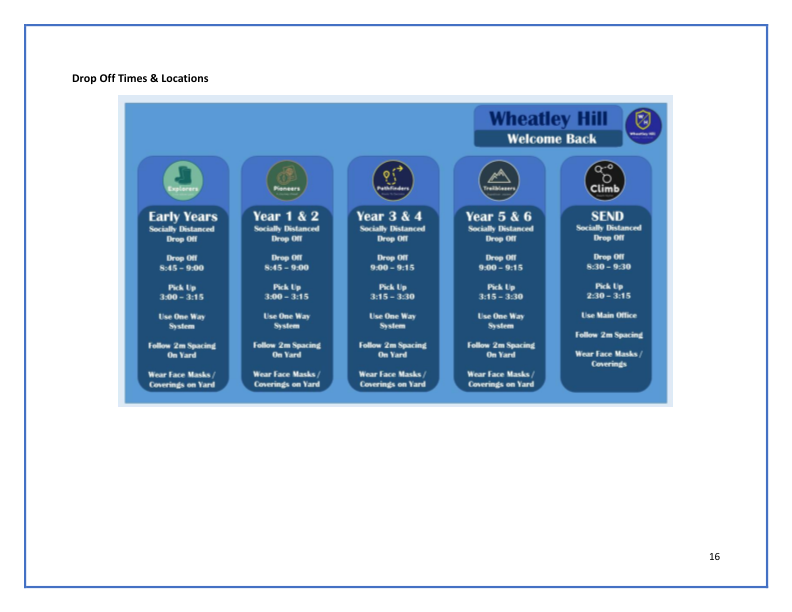 Drop Off Times & Locations
Wheatley Hill
Welcome Back
Wheatley Hill
Explorers
Early Years
Socially Distanced
Drop Off
Drop Off
8:45 – 9:00
Pick Up
3:00 – 3:15
Use One Way
System
Follow 2m Spacing
On Yard
Wear Face Masks /
Coverings on Yard
Pioneers
Year 1 & 2
Socially Distanced
Drop Off
Drop Off
8:45 – 9:00
Pick Up
3:00 – 3:15
Use One Way
System
Follow 2m Spacing
On Yard
Wear Face Masks /
Coverings on Yard
Pathfinders
Year 3 & 4
Socially Distanced
Drop Off
Drop Off
9:00 – 9:15
Pick Up
3:15 – 3:30
Use One Way
System
Follow 2m Spacing
On Yard
Wear Face Masks /
Coverings on Yard
Trailblazers
Year 5 & 6
Socially Distanced
Drop Off
Drop Off
9:00 – 9:15
Pick Up
3:15 – 3:30
Use One Way
System
Follow 2m Spacing
On Yard
Wear Face Masks /
Coverings on Yard
Climb
SEND
Socially Distanced
Drop Off
Drop Off
8:30 – 9:30
Pick Up
2:30 – 3:15
Use Main Office
Follow 2m Spacing
Wear Face Masks /
Coverings
16